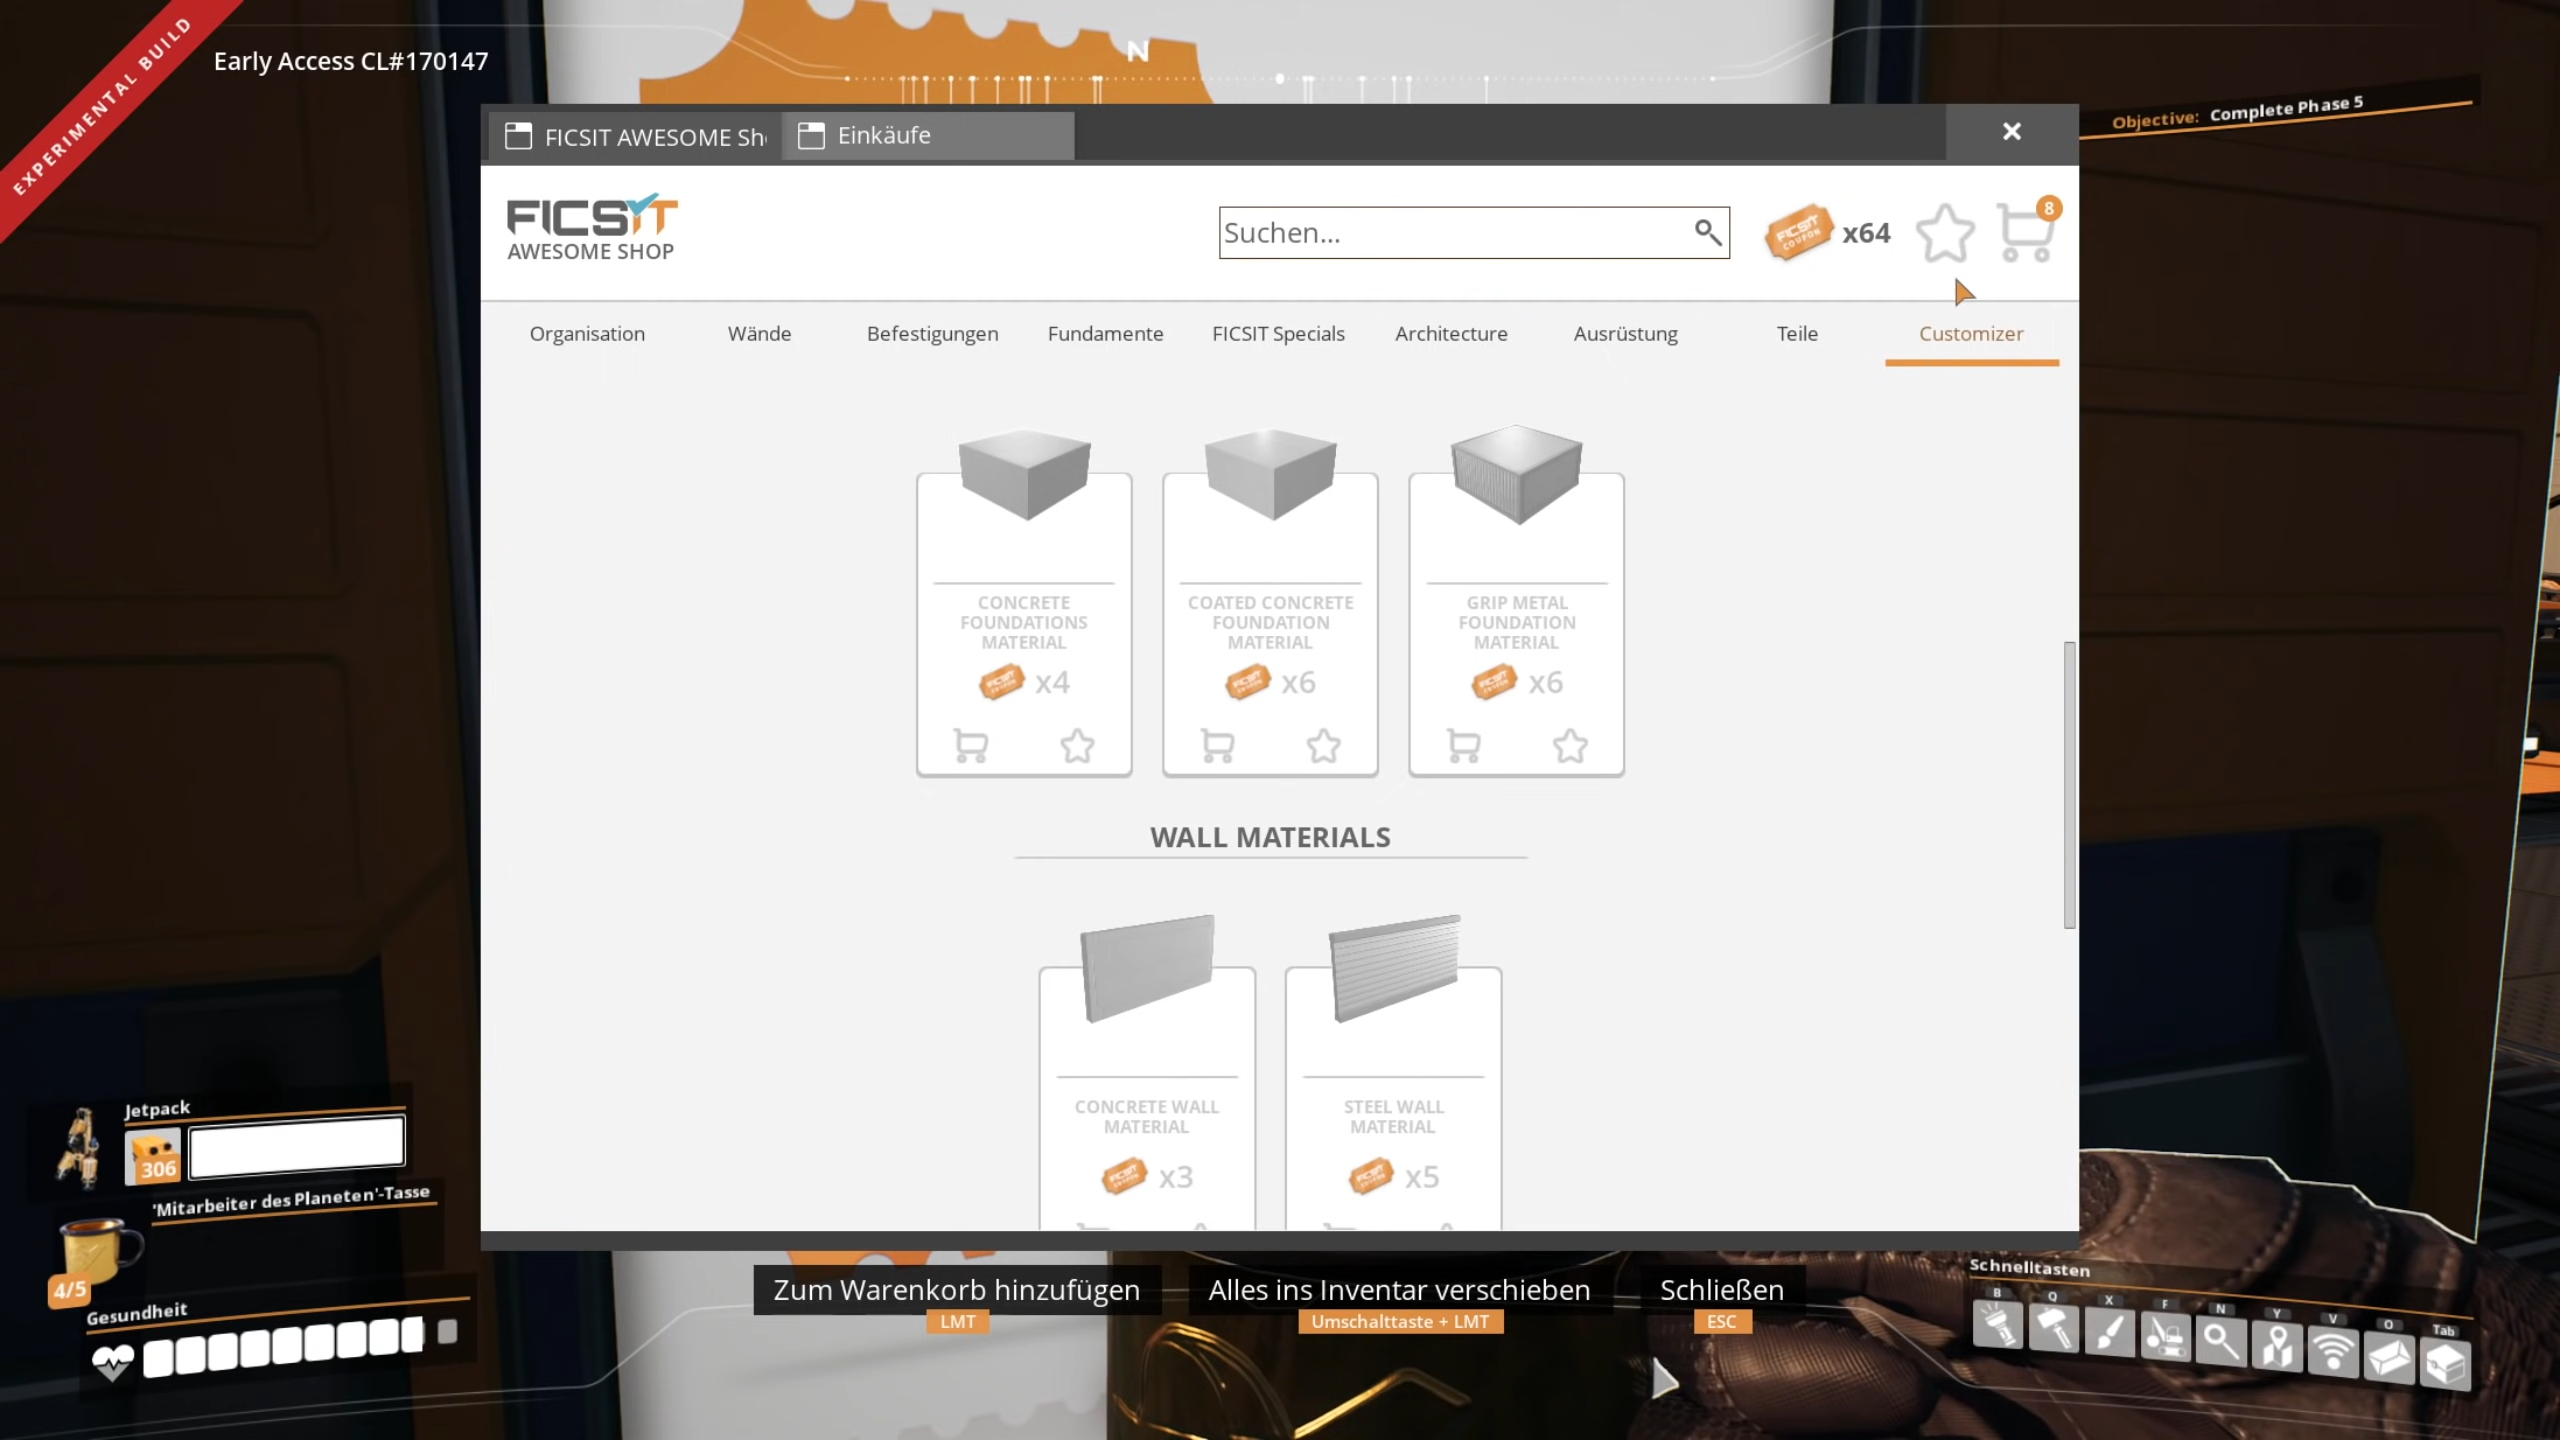 EXPERIMENTAL BUILD
Early Access CL#170147
N
Objective: Complete Phase 5
FICSIT AWESOME Sh
Einkäufe
FICSIT
AWESOME SHOP
Suchen...
FICSIT COUPON
x64
8
Organisation
Wände
Befestigungen
Fundamente
FICSIT Specials
Architecture
Ausrüstung
Teile
Customizer
CONCRETE
FOUNDATIONS
MATERIAL
x4
COATED CONCRETE
FOUNDATION
MATERIAL
x6
GRIP METAL
FOUNDATION
MATERIAL
x6
WALL MATERIALS
CONCRETE WALL
MATERIAL
x3
STEEL WALL
MATERIAL
x5
Jetpack
306
'Mitarbeiter des Planeten'-Tasse
4/5
Gesundheit
Zum Warenkorb hinzufügen
LMT
Alles ins Inventar verschieben
Umschalttaste + LMT
Schließen
ESC
Schnelltasten
B
Q
X
F
N
Y
V
O
Tab